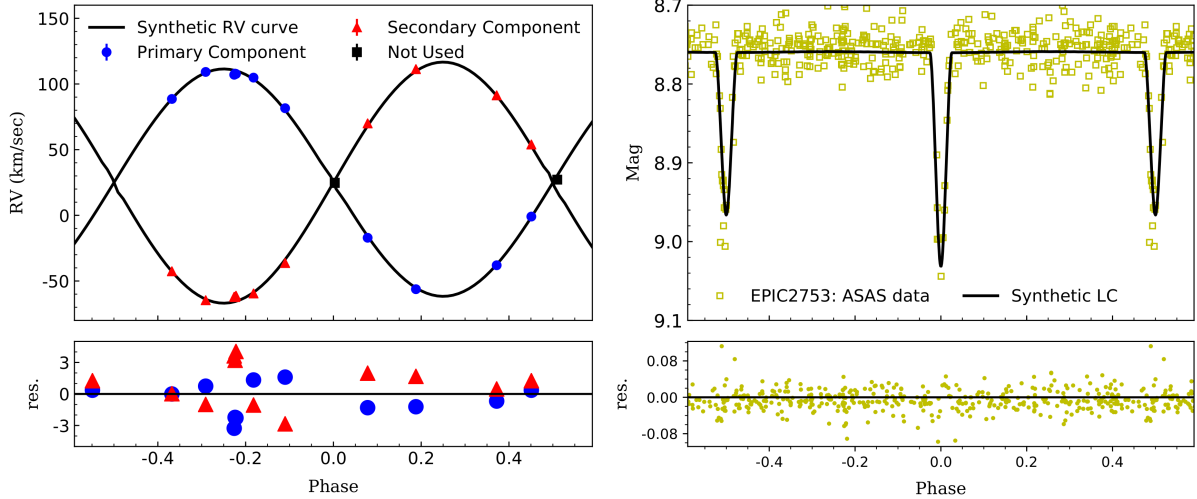 150
100
50
0
-50
RV (km/sec)
Synthetic RV curve
Primary Component
Secondary Component
Not Used
3
0
-3
res.
-0.4
-0.2
0.0
0.2
0.4
Phase
8.7
8.8
8.9
9.0
9.1
Mag
EPIC2753: ASAS data
Synthetic LC
0.08
0.00
-0.08
res.
-0.4
-0.2
0.0
0.2
0.4
Phase